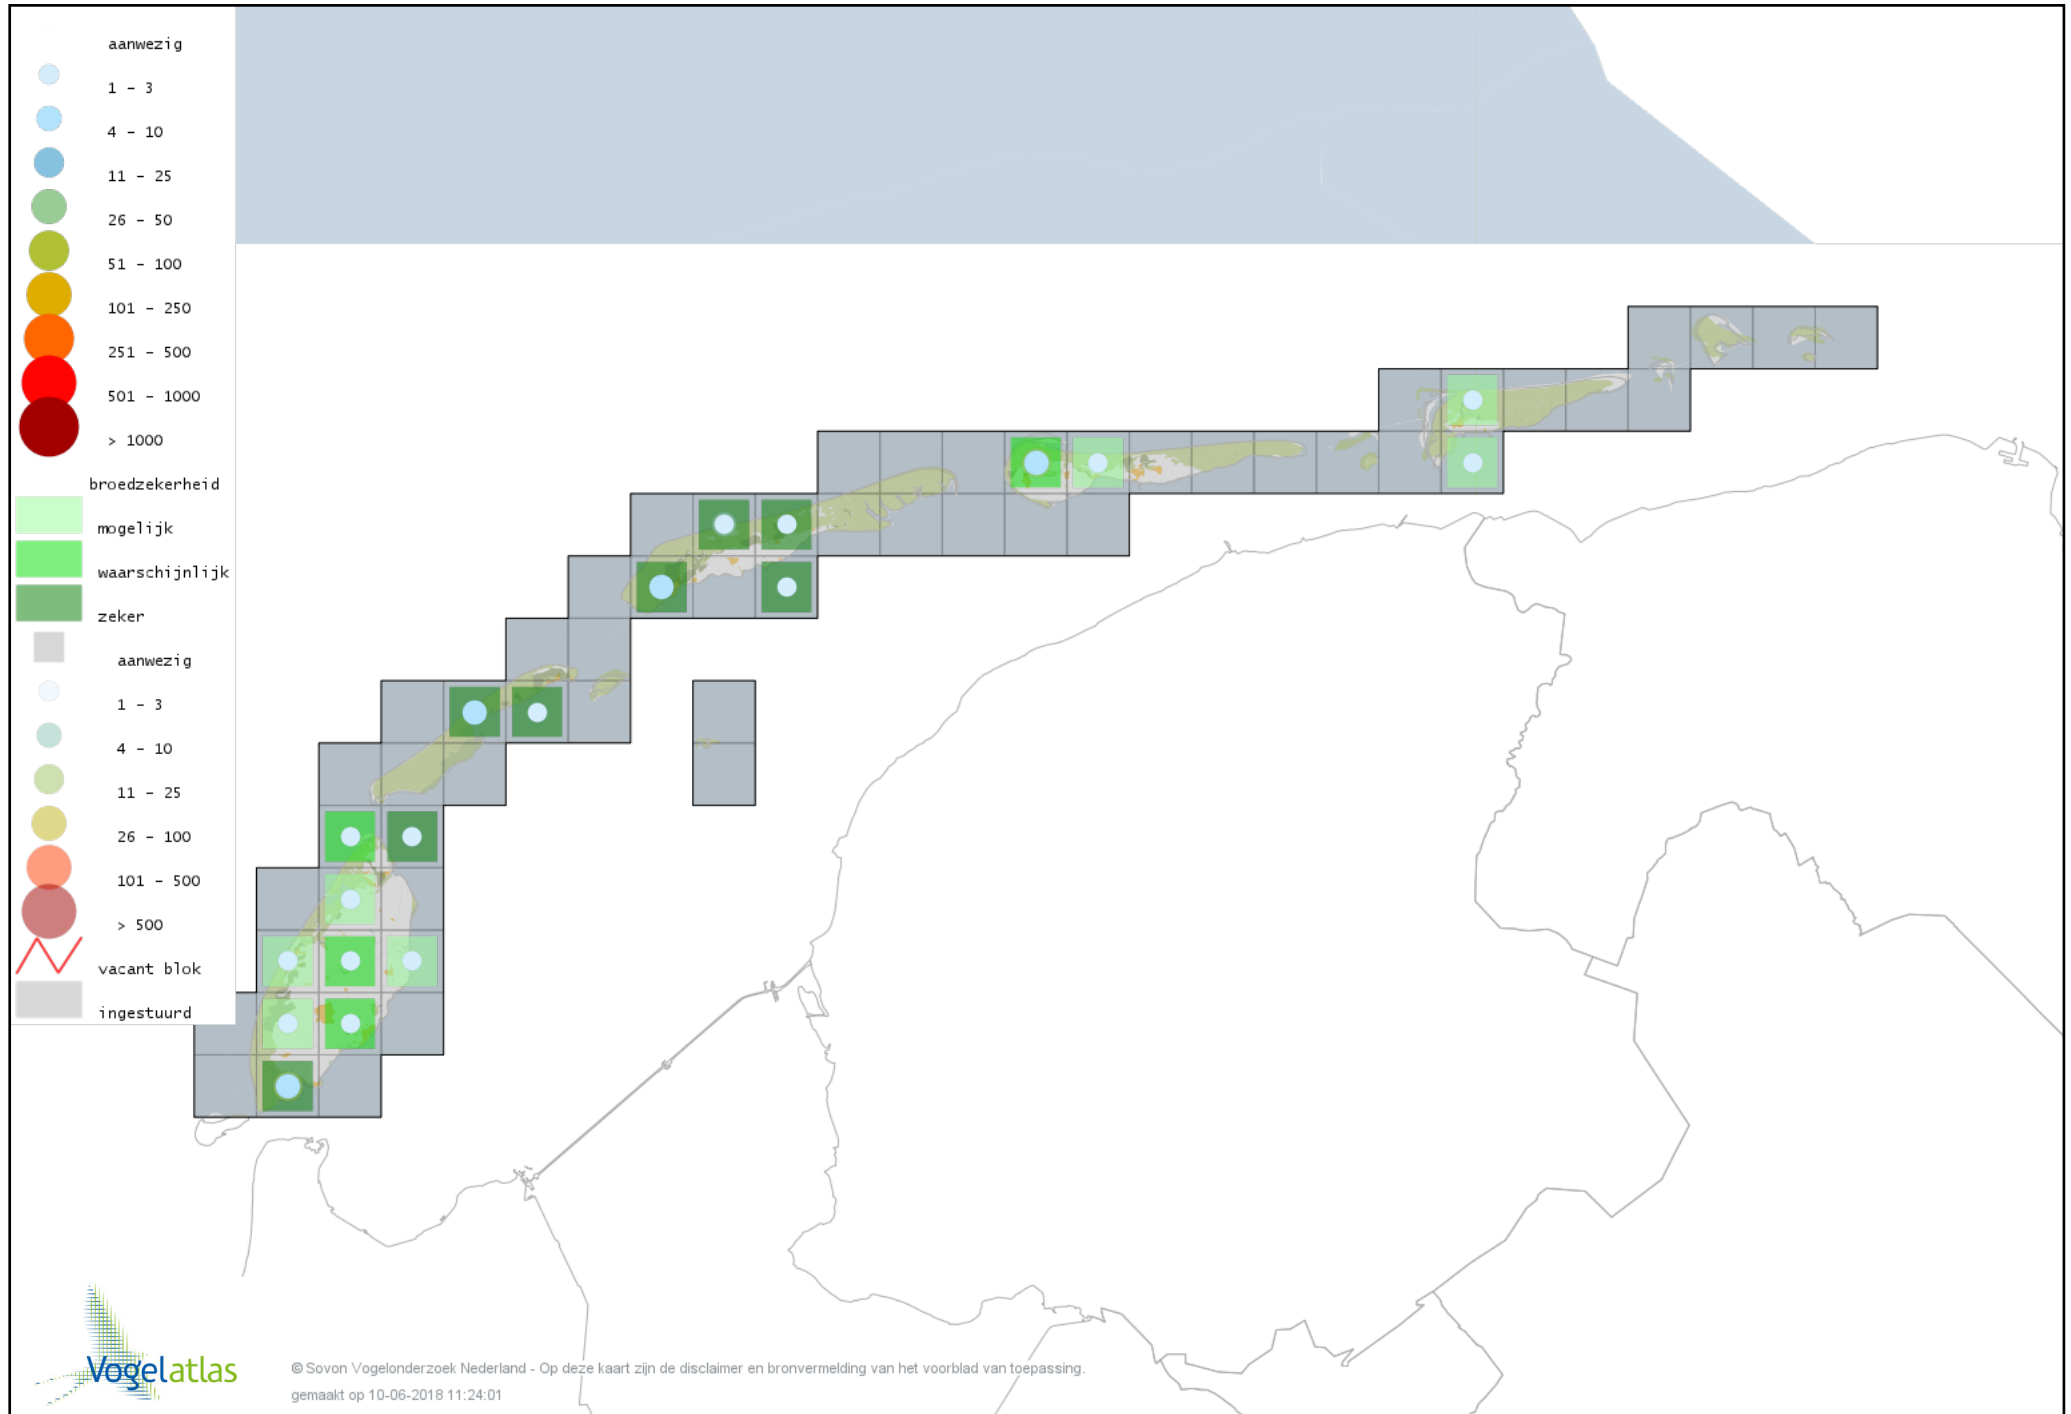 aanwezig
1 - 3
4 - 10
11 - 25
26 - 50
51 - 100
101 - 250
251 - 500
501 - 1000
> 1000
broedzekerheid
mogelijk
waarschijnlijk
zeker
aanwezig
1 - 3
4 - 10
11 - 25
26 - 100
101 - 500
> 500
vacant blok
ingestuurd
Vogelatlas
© Sovon Vogelonderzoek Nederland - Op deze kaart zijn de disclaimer en bronvermelding van het voorblad van toepassing.
gemaakt op 10-06-2018 11:24:01